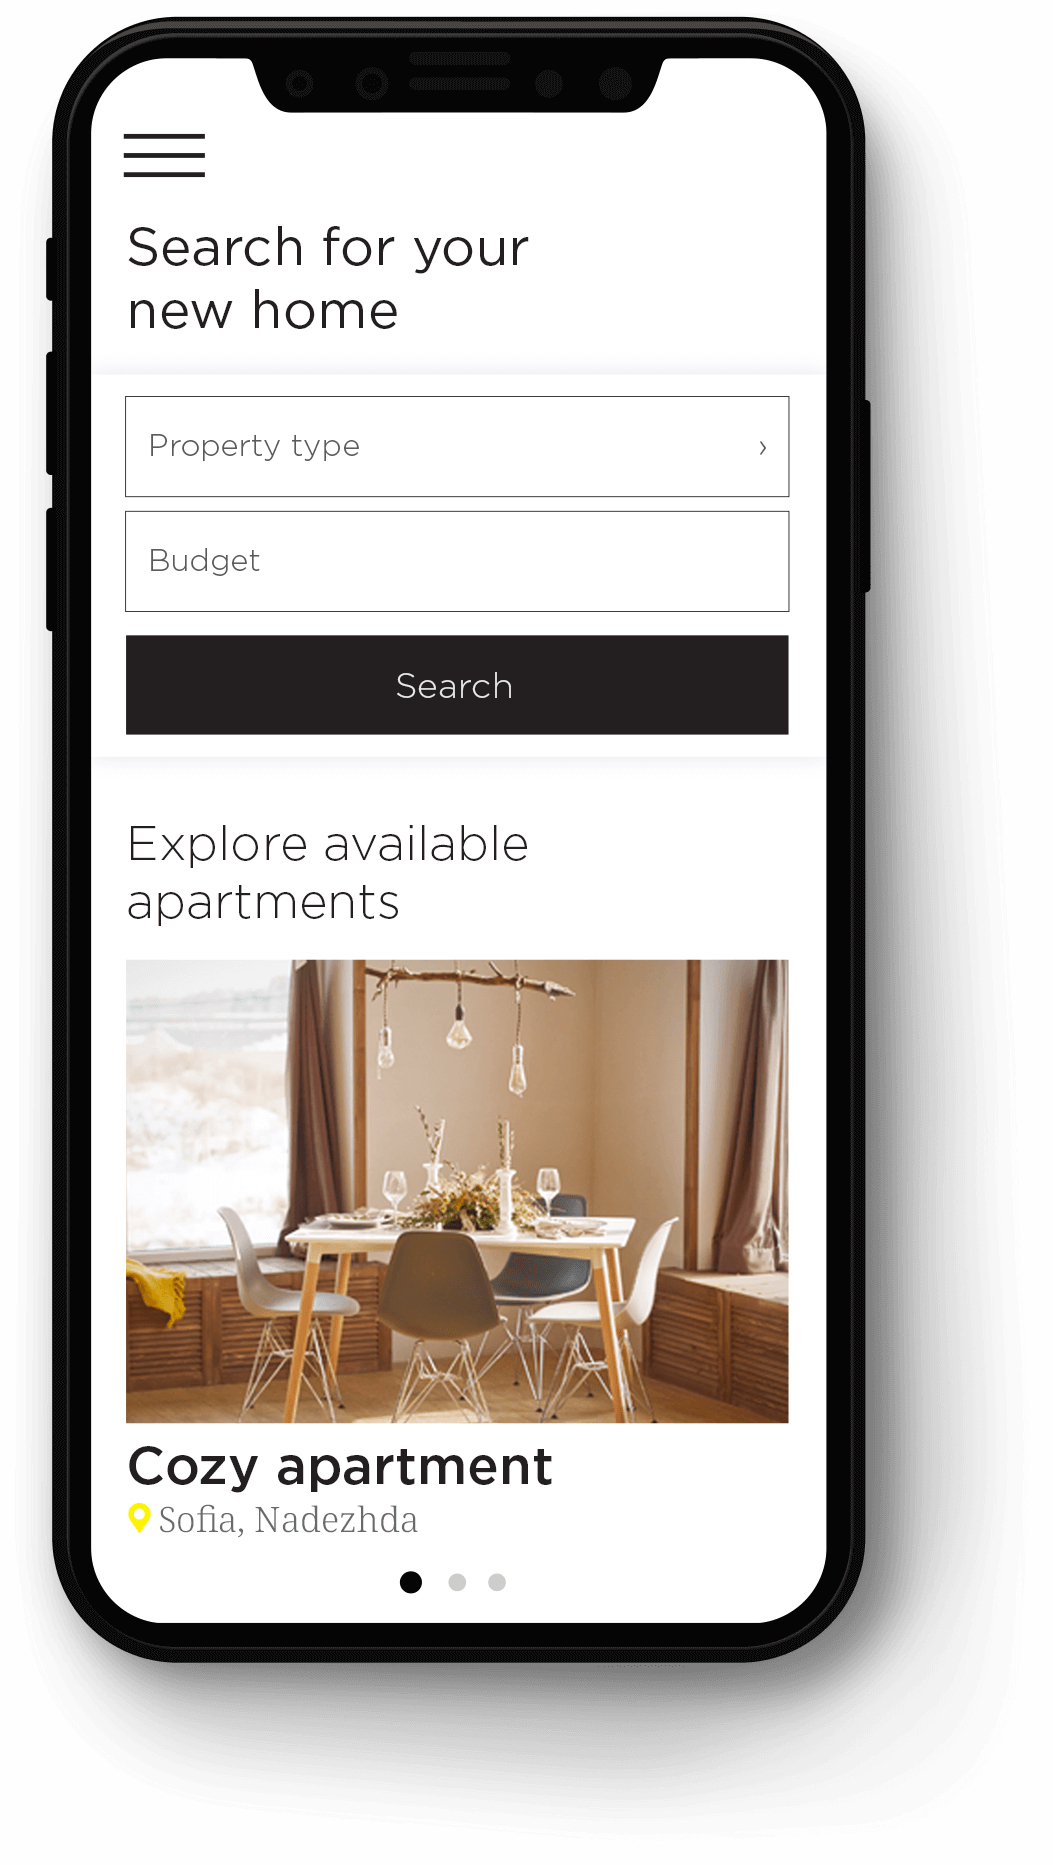 Search for your
new home
Property type ›
Budget
Search
Explore available
apartments
Cozy apartment
Sofia, Nadezhda